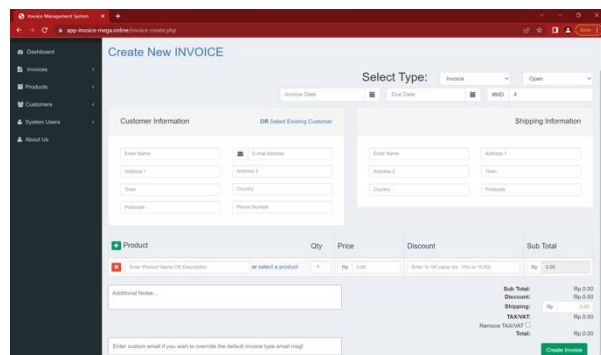 Invoice Management System
app-invoice-mega.online/invoice-create.php
Dashboard
Invoices
Products
Customers
System Users
About Us
Create New INVOICE
Select Type: Invoice Open
Invoice Date Due Date #MD 4
Customer Information OR Select Existing Customer
Enter Name E-mail Address
Address 1 Address 2
Town Country
Postcode Phone Number
Shipping Information
Enter Name Address 1
Address 2 Town
Country Postcode
Product Qty Price Discount Sub Total
Enter Product Name OR Description or select a product 1 Rp 0.00 Enter % OR value (ex: 10% or 10.50) Rp 0.00
Additional Notes...
Sub Total: Rp.0.00
Discount: Rp.0.00
Shipping: Rp 0.00
TAX/VAT: Rp.0.00
Remove TAX/VAT
Total: Rp.0.00
Enter custom email if you wish to override the default invoice type email msg!
Create Invoice